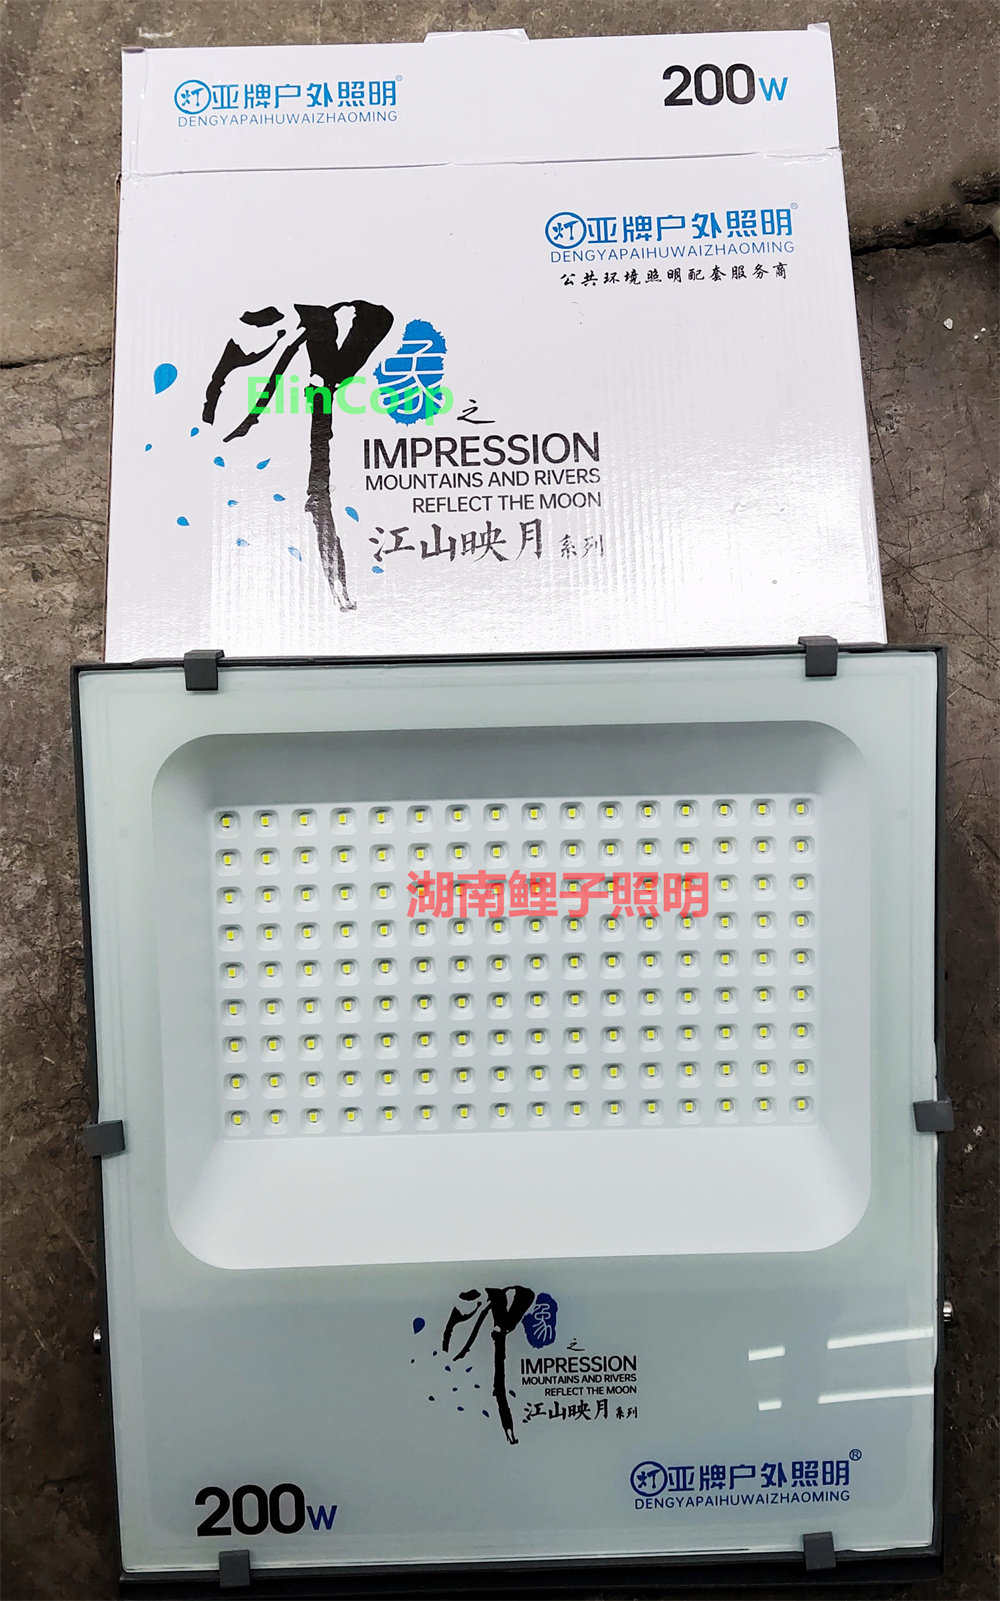 灯亚牌户外照明®
DENGYAPAIHUWAIZHAOMING
200W
灯亚牌户外照明®
DENGYAPAIHUWAIZHAOMING
公共环境照明配套服务商
印象之
ElinCorp
IMPRESSION
MOUNTAINS AND RIVERS
REFLECT THE MOON
江山映月系列
湖南鲤子照明
印象之
IMPRESSION
MOUNTAINS AND RIVERS
REFLECT THE MOON
江山映月系列
200W
灯亚牌户外照明®
DENGYAPAIHUWAIZHAOMING